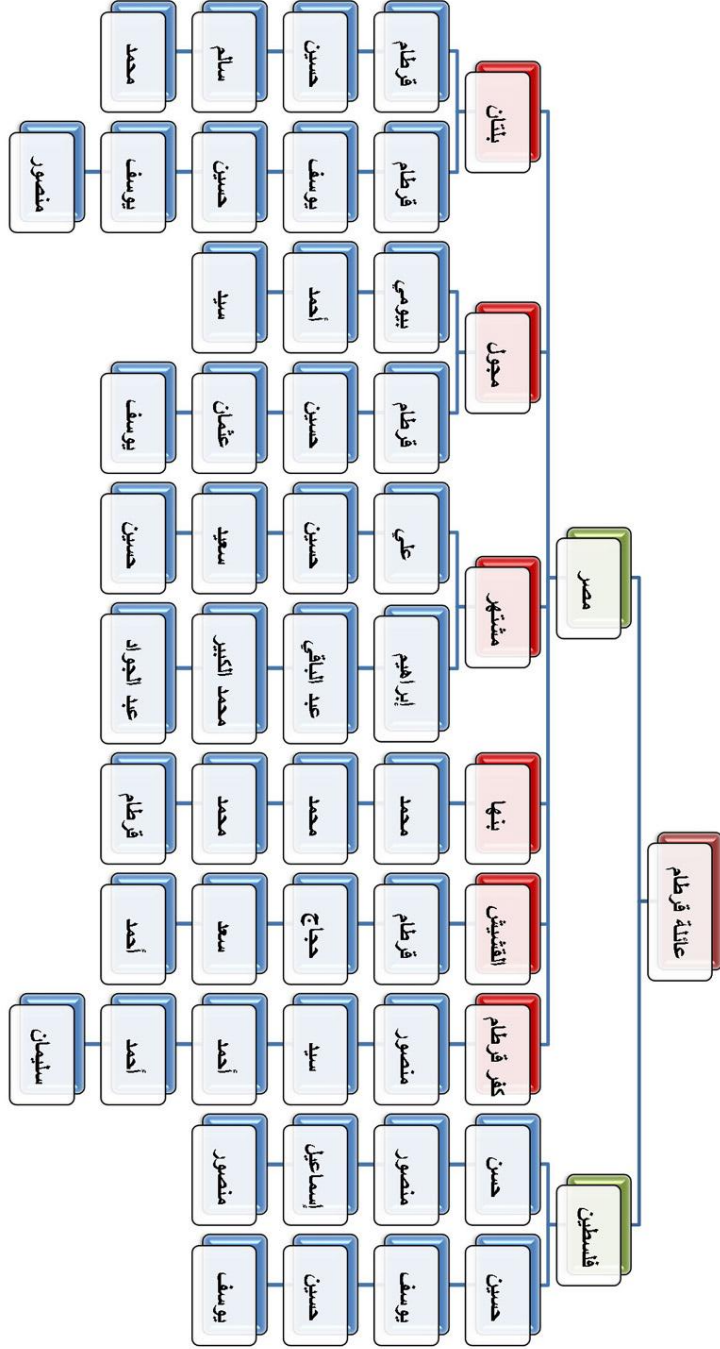 عائلة قرطام
مصر
فلسطين
بلتان
مجول
مشتهر
بنها
القشيش
كفر قرطام
حسن
حسين
قرطام
قرطام
بيومي
قرطام
علي
إبراهيم
محمد
قرطام
منصور
منصور
يوسف
حسين
يوسف
أحمد
حسين
حسين
عبد الباقي
محمد
حجاج
سيد
إسماعيل
حسين
سالم
حسين
سيد
عثمان
سعيد
محمد الكبير
محمد
سعد
أحمد
منصور
يوسف
محمد
يوسف
يوسف
حسين
عبد الجواد
قرطام
أحمد
أحمد
منصور
سليمان